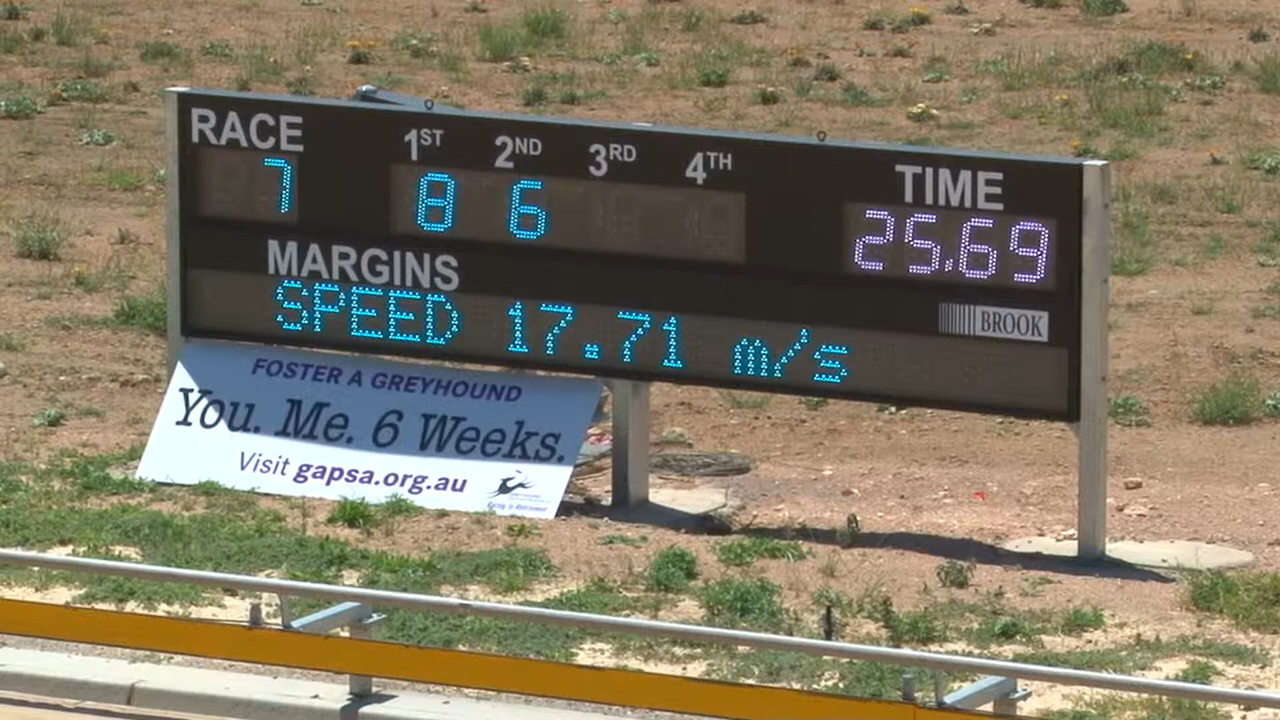 RACE 1ST 2ND 3RD 4TH TIME
7 8 6 25.69
MARGINS
SPEED 17.71 m/s
BROOK
FOSTER A GREYHOUND
You. Me. 6 Weeks.
Visit gapsa.org.au